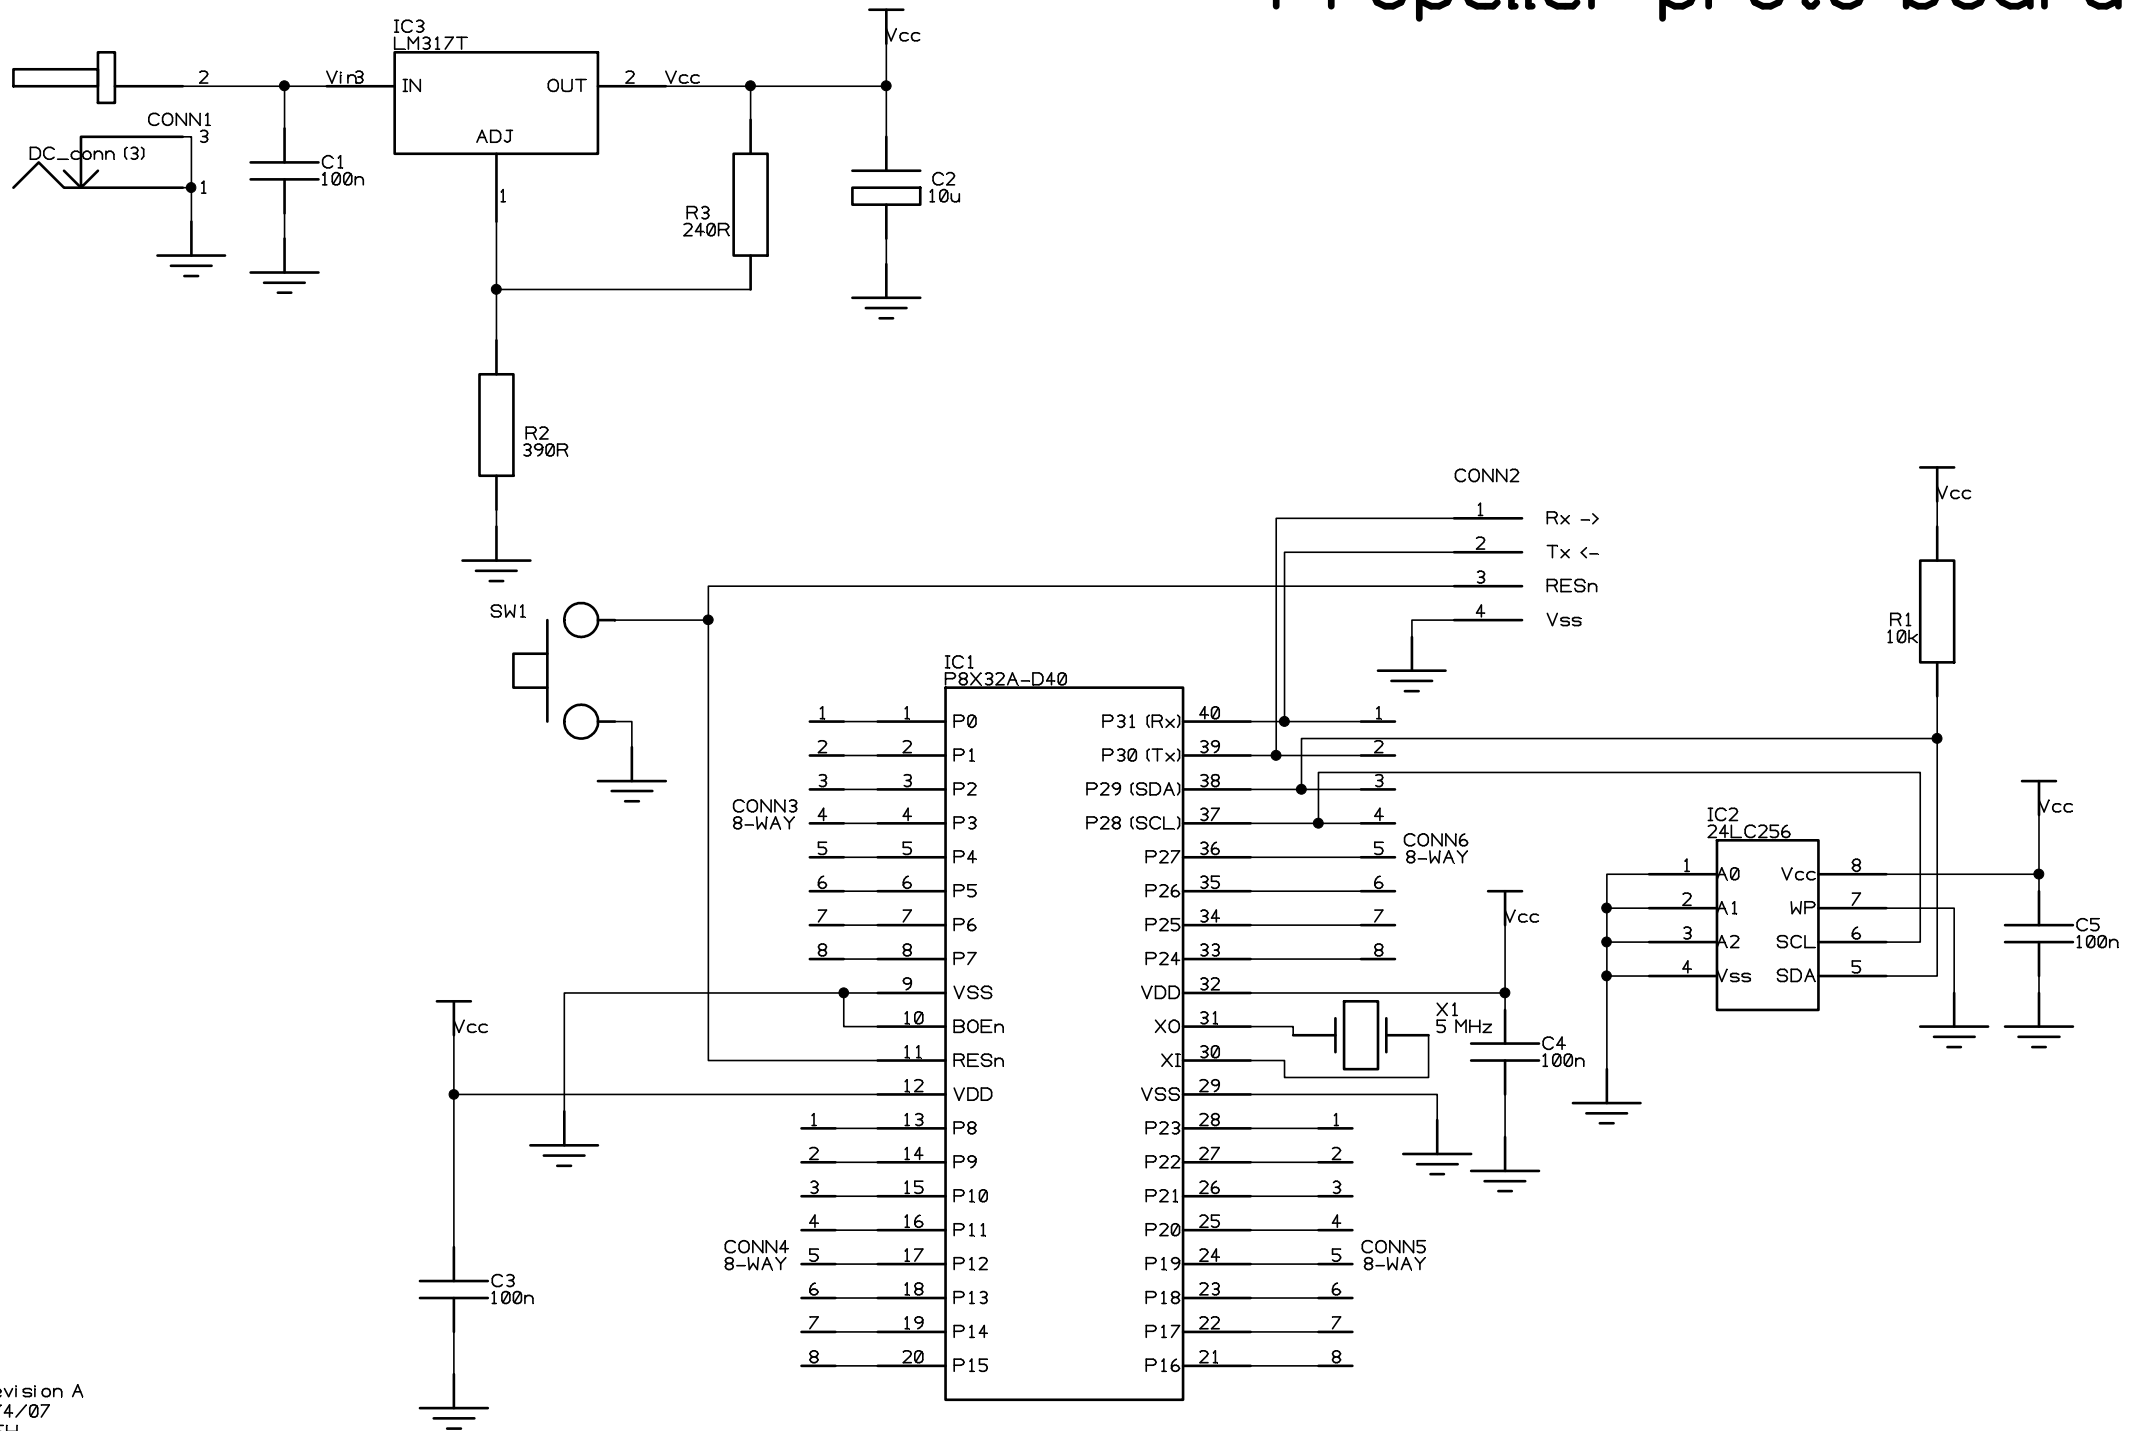 Propeller proto board
IC3
LM317T
Vcc
2
Vin3
IN
OUT
2
Vcc
ADJ
CONN1
3
DC_conn (3)
1
C1
100n
1
R3
240R
C2
10u
R2
390R
CONN2
1 Rx ->
2 Tx <-
3 RESn
4 Vss
Vcc
R1
10k
SW1
IC1
P8X32A-D40
1 1 P0 P31 (Rx) 40 1
2 2 P1 P30 (Tx) 39 2
3 3 P2 P29 (SDA) 38 3
CONN3
8-WAY
4 4 P3 P28 (SCL) 37 4
5 5 P4 P27 36 5
CONN6
8-WAY
6 6 P5 P26 35 6
7 7 P6 P25 34 7
8 8 P7 P24 33 8
9 VSS VDD 32
10 BOEn XO 31
11 RESn XI 30
12 VDD VSS 29
1 13 P8 P23 28 1
2 14 P9 P22 27 2
3 15 P10 P21 26 3
4 16 P11 P20 25 4
CONN4
8-WAY
5 17 P12 P19 24 5
CONN5
8-WAY
6 18 P13 P18 23 6
7 19 P14 P17 22 7
8 20 P15 P16 21 8
Vcc
X1
5 MHz
C4
100n
IC2
24LC256
1 A0 Vcc 8
2 A1 WP 7
3 A2 SCL 6
4 Vss SDA 5
Vcc
C5
100n
Vcc
C3
100n
evision A
/4/07